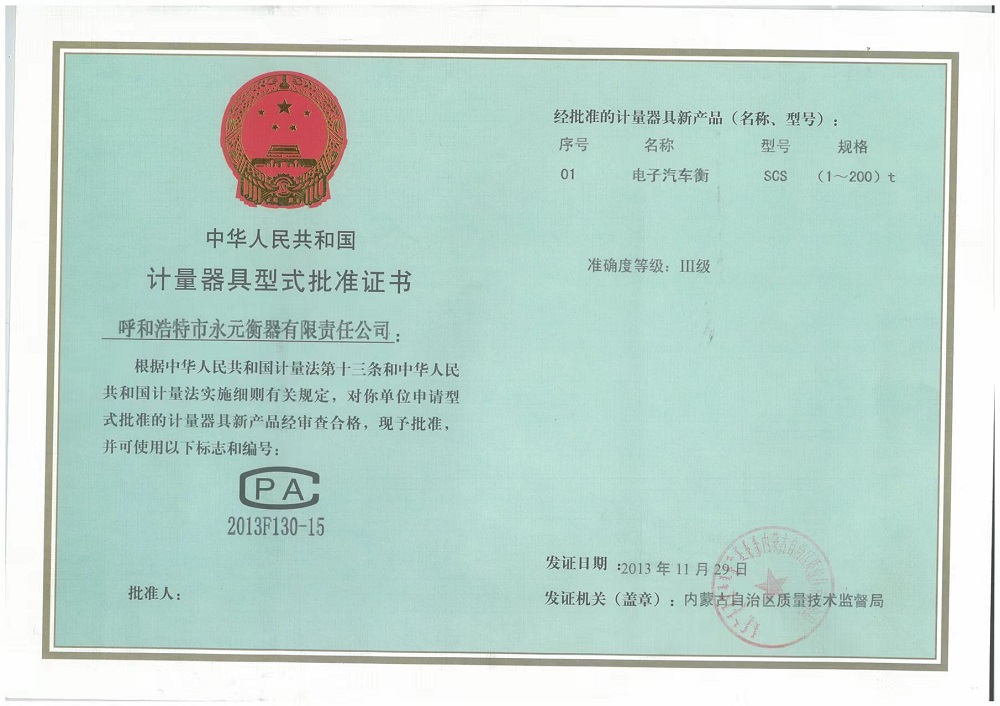 中华人民共和国
计量器具型式批准证书
呼和浩特市永元衡器有限责任公司：
根据中华人民共和国计量法第十三条和中华人民
共和国计量法实施细则有关规定，对你单位申请型
式批准的计量器具新产品经审查合格，现予批准，
并可使用以下标志和编号：
CPA
2013F130-15
批准人：
经批准的计量器具新产品（名称、型号）：
序号 名称 型号 规格
01 电子汽车衡 SCS （1～200）t
准确度等级：III级
发证日期：2013 年 11 月 29 日
发证机关（盖章）：内蒙古自治区质量技术监督局